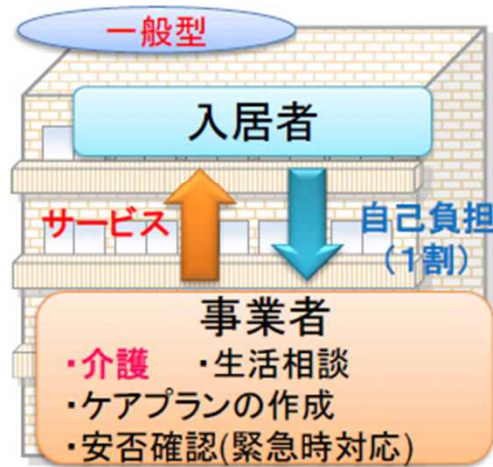 一般型
入居者
サービス
自己負担
（1割）
事業者
・介護　・生活相談
・ケアプランの作成
・安否確認(緊急時対応)